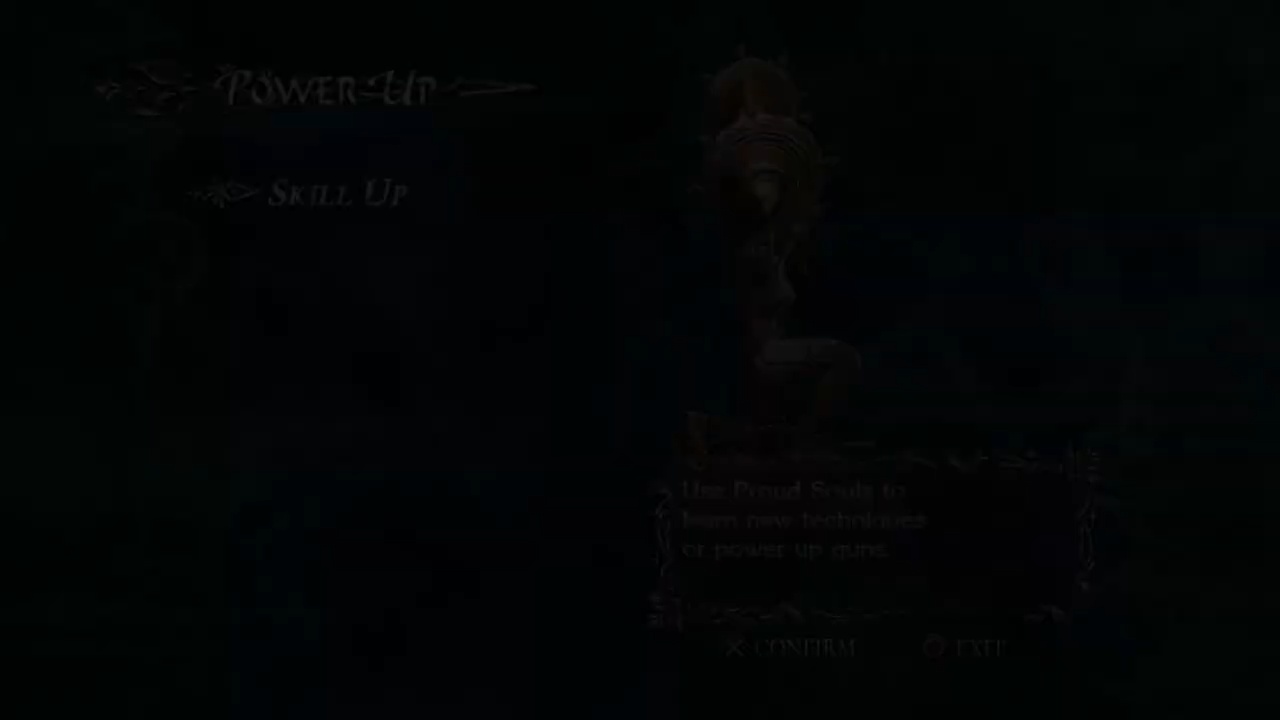 Power-Up
Skill Up
Use Proud Souls to
learn new techniques
or power up guns.
CONFIRM
EXIT